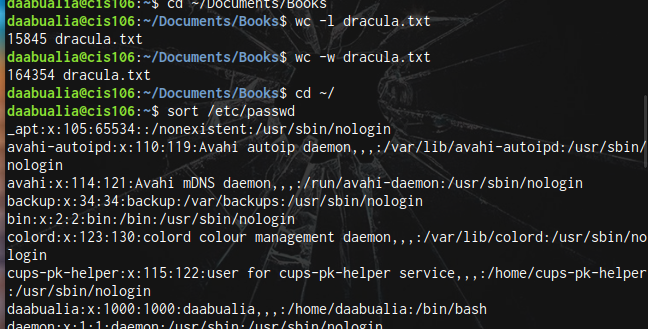 daabualia@cis106:~$ cd ~/Documents/Books
daabualia@cis106:~/Documents/Books$ wc -l dracula.txt
15845 dracula.txt
daabualia@cis106:~/Documents/Books$ wc -w dracula.txt
164354 dracula.txt
daabualia@cis106:~/Documents/Books$ cd ~/
daabualia@cis106:~$ sort /etc/passwd
_apt:x:105:65534::/nonexistent:/usr/sbin/nologin
avahi-autoipd:x:110:119:Avahi autoip daemon,,,:/var/lib/avahi-autoipd:/usr/sbin/
nologin
avahi:x:114:121:Avahi mDNS daemon,,,:/run/avahi-daemon:/usr/sbin/nologin
backup:x:34:34:backup:/var/backups:/usr/sbin/nologin
bin:x:2:2:bin:/bin:/usr/sbin/nologin
colord:x:123:130:colord colour management daemon,,,:/var/lib/colord:/usr/sbin/no
login
cups-pk-helper:x:115:122:user for cups-pk-helper service,,,:/home/cups-pk-helper
:/usr/sbin/nologin
daabualia:x:1000:1000:daabualia,,,:/home/daabualia:/bin/bash
daemon:x:1:1:daemon:/usr/sbin:/usr/sbin/nologin